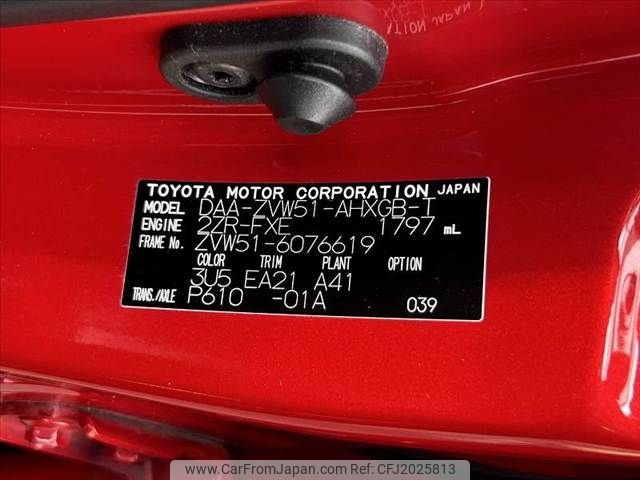 TOYOTA MOTOR CORPORATION JAPAN
MODEL DAA-ZVW51-AHXGB-T
ENGINE 2ZR-FXE 1797 mL
FRAME No. ZVW51-6076619
COLOR TRIM PLANT OPTION
3U5 EA21 A41
TRANS./AXLE P610 -01A 039
www.CarFromJapan.com | CFJ2025813